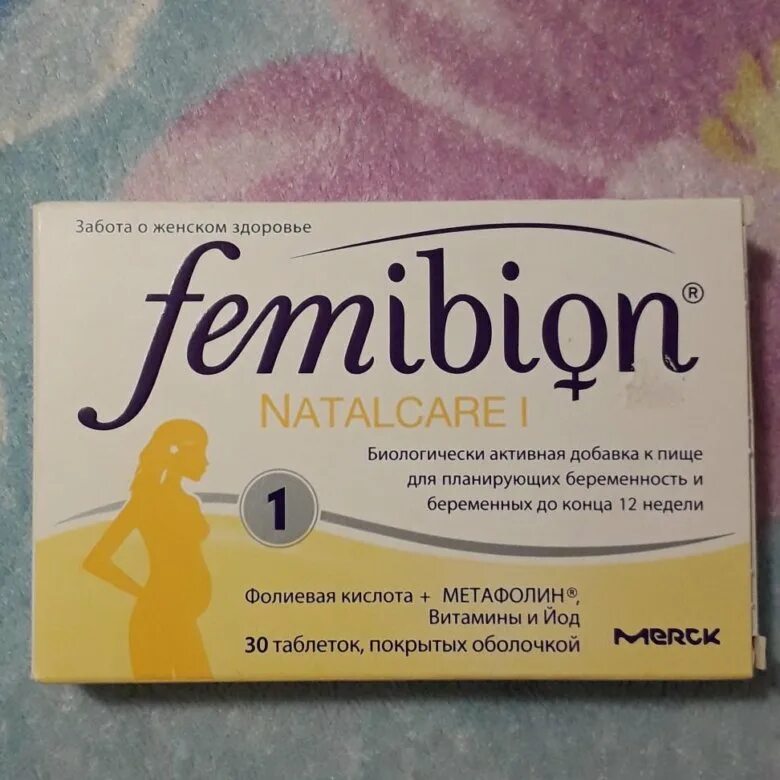 Забота о женском здоровье
femibion®
NATALCARE I
Биологически активная добавка к пище
для планирующих беременность и
беременных до конца 12 недели
1
Фолиевая кислота + МЕТАФОЛИН®,
Витамины и Йод
30 таблеток, покрытых оболочкой
MERCK